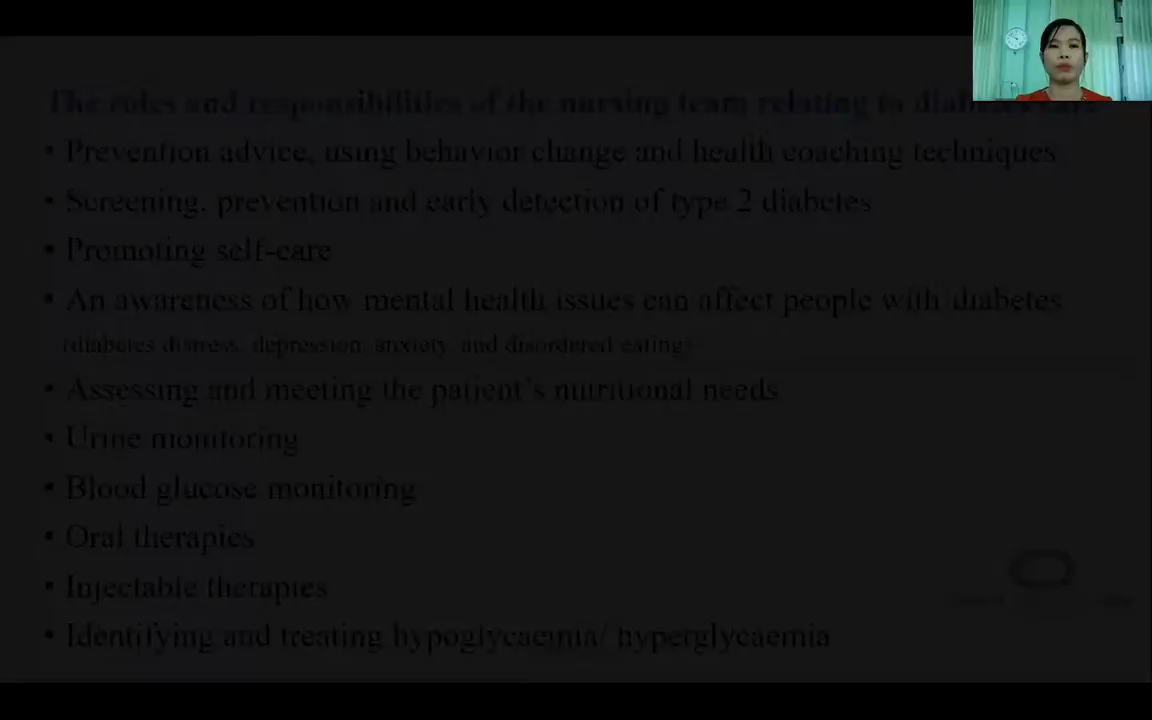 The roles and responsibilities of the nursing team relating to diabetes care
• Prevention advice, using behavior change and health coaching techniques
• Screening, prevention and early detection of type 2 diabetes
• Promoting self-care
• An awareness of how mental health issues can affect people with diabetes
(diabetes distress, depression, anxiety, and disordered eating)
• Assessing and meeting the patient's nutritional needs
• Urine monitoring
• Blood glucose monitoring
• Oral therapies
• Injectable therapies
• Identifying and treating hypoglycaemia/ hyperglycaemia